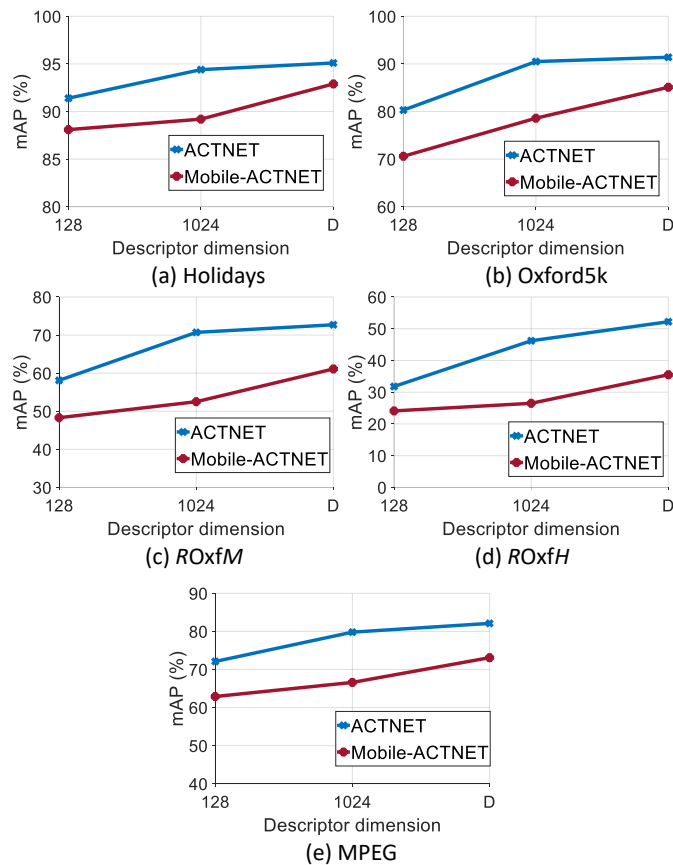 100
95
90
85
80
mAP (%)
ACTNET
Mobile-ACTNET
128
1024
D
Descriptor dimension
(a) Holidays
100
90
80
70
60
mAP (%)
ACTNET
Mobile-ACTNET
128
1024
D
Descriptor dimension
(b) Oxford5k
80
70
60
50
40
30
mAP (%)
ACTNET
Mobile-ACTNET
128
1024
D
Descriptor dimension
(c) ROxfM
60
50
40
30
20
10
0
mAP (%)
ACTNET
Mobile-ACTNET
128
1024
D
Descriptor dimension
(d) ROxfH
90
80
70
60
50
40
mAP (%)
ACTNET
Mobile-ACTNET
128
1024
D
Descriptor dimension
(e) MPEG